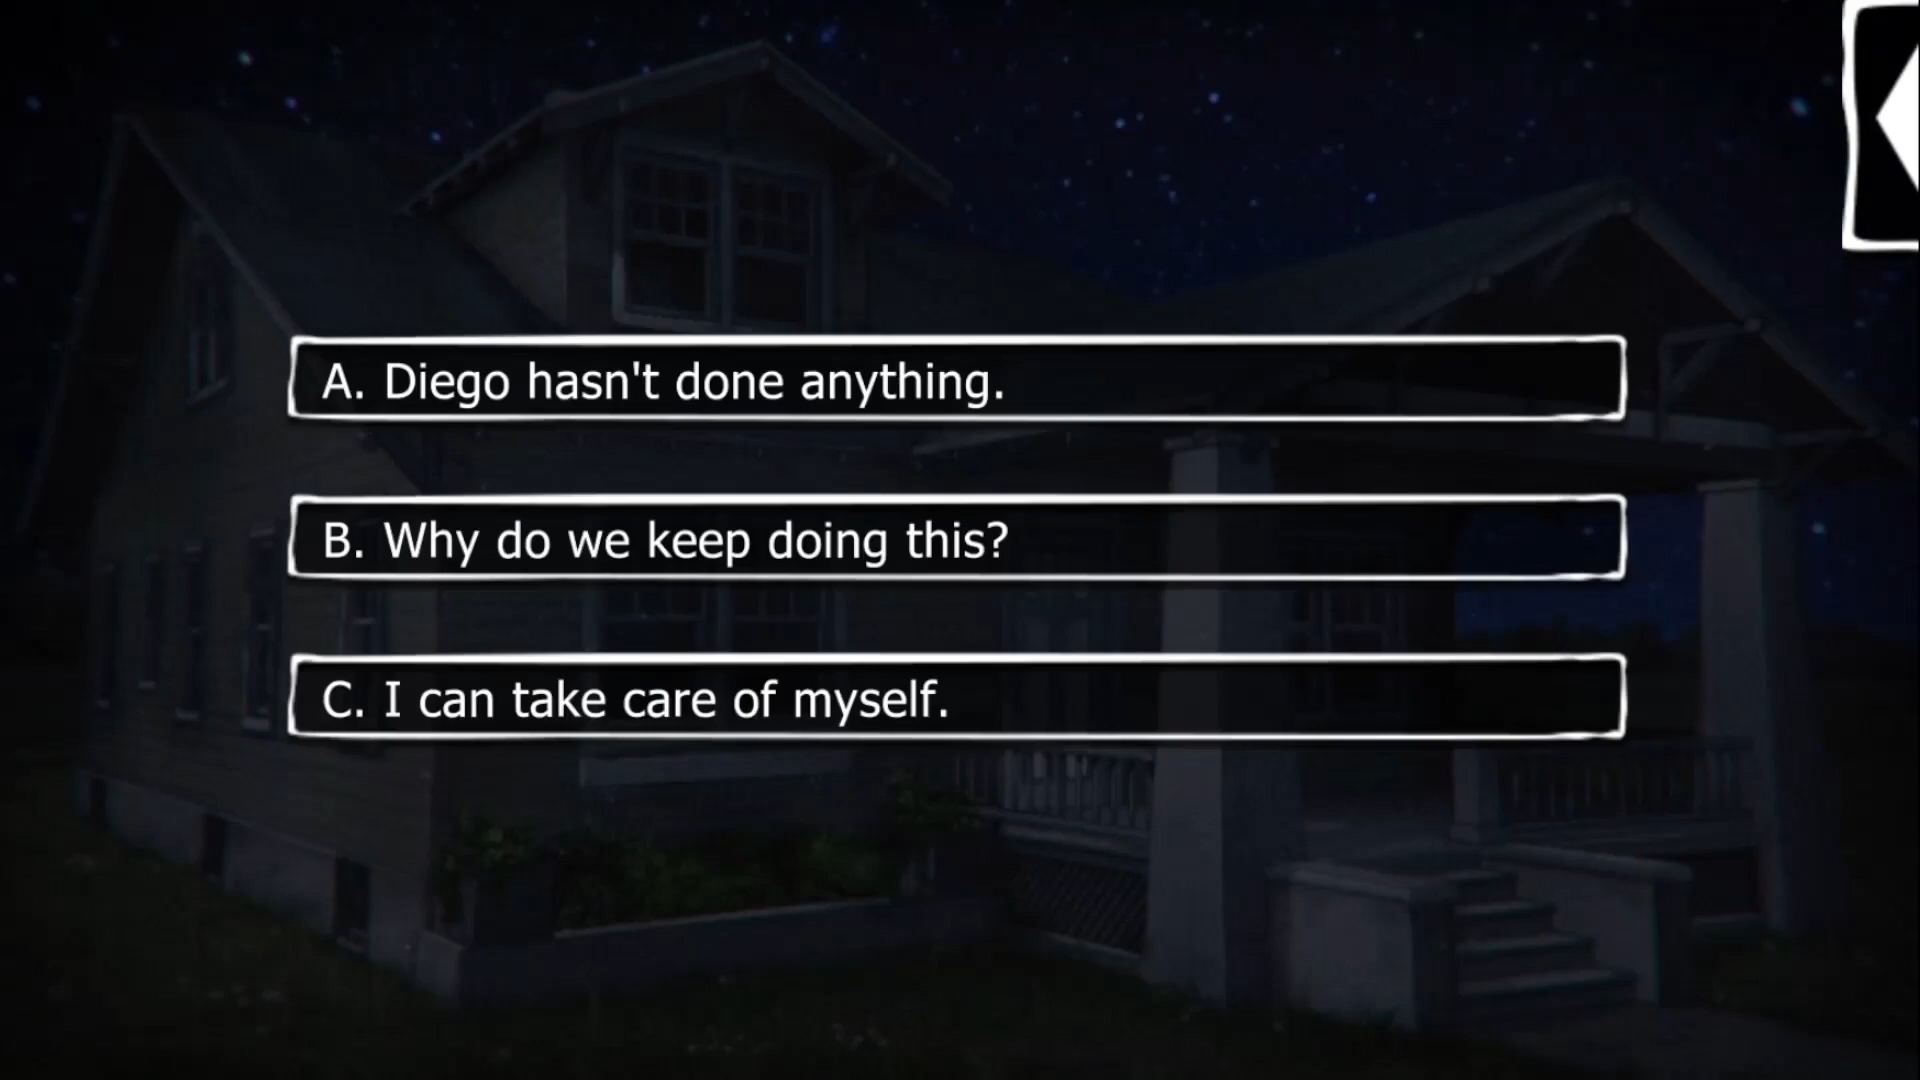 A. Diego hasn't done anything.
B. Why do we keep doing this?
C. I can take care of myself.